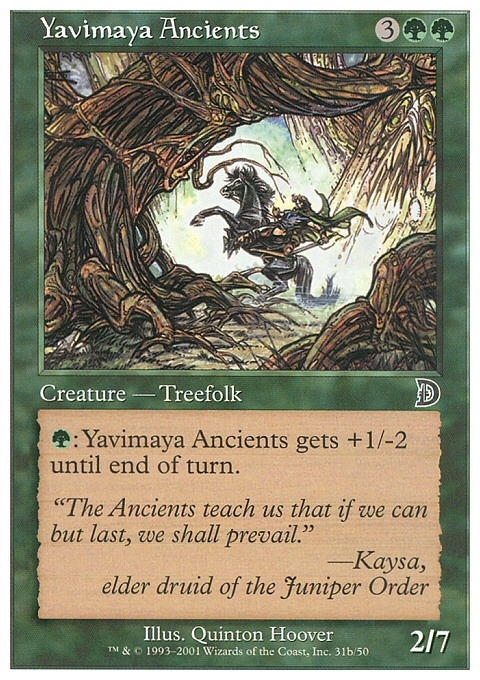 Yavimaya Ancients 3
Creature — Treefolk
: Yavimaya Ancients gets +1/-2
until end of turn.
“The Ancients teach us that if we can
but last, we shall prevail.”
—Kaysa,
elder druid of the Juniper Order
Illus. Quinton Hoover
™ & © 1993–2001 Wizards of the Coast, Inc. 31b/50
2/7